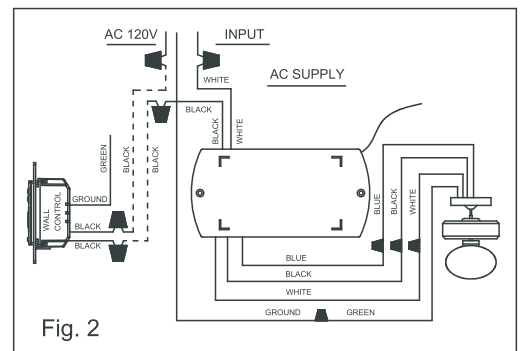 AC 120V
INPUT
WHITE
AC SUPPLY
BLACK
BLACK
WHITE
GREEN
BLACK
BLACK
WALL CONTROL
GROUND
BLACK
BLACK
BLUE
BLACK
WHITE
BLUE
BLACK
WHITE
GROUND
GREEN
Fig. 2